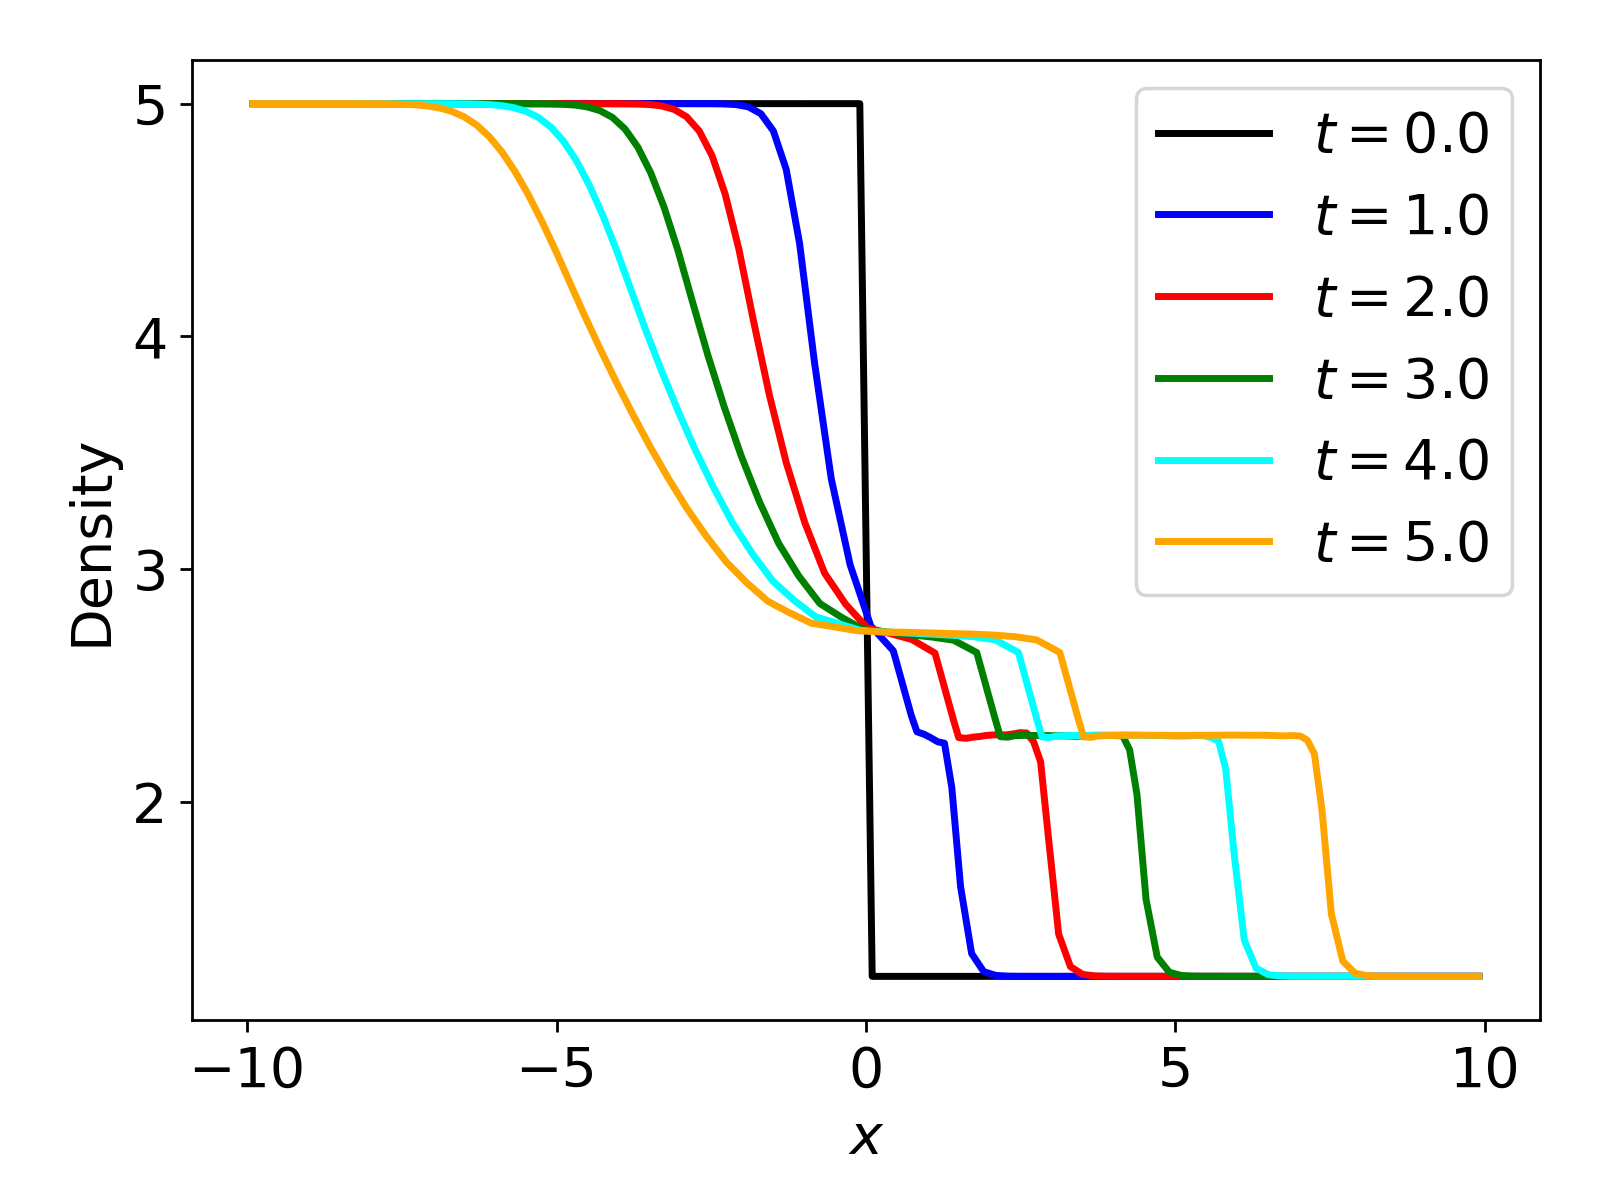 5
4
3
2
Density
−10
−5
0
5
10
x
t = 0.0
t = 1.0
t = 2.0
t = 3.0
t = 4.0
t = 5.0